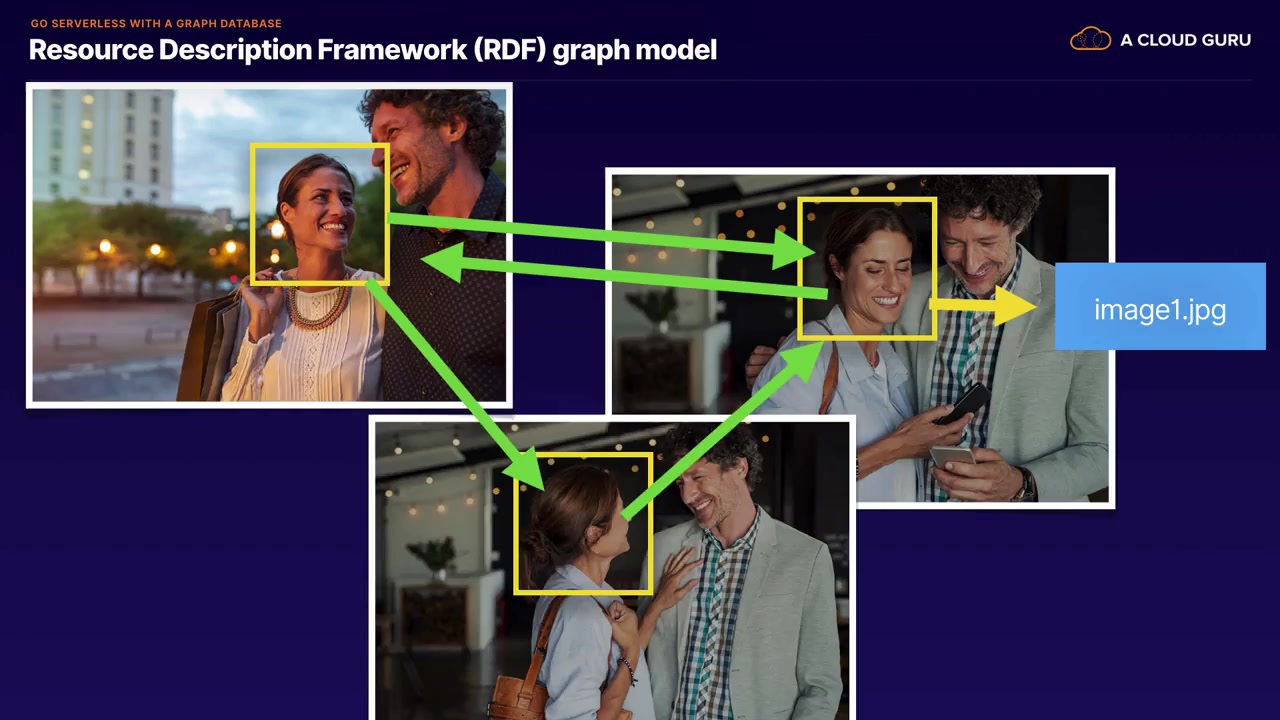 GO SERVERLESS WITH A GRAPH DATABASE
Resource Description Framework (RDF) graph model
A CLOUD GURU
image1.jpg